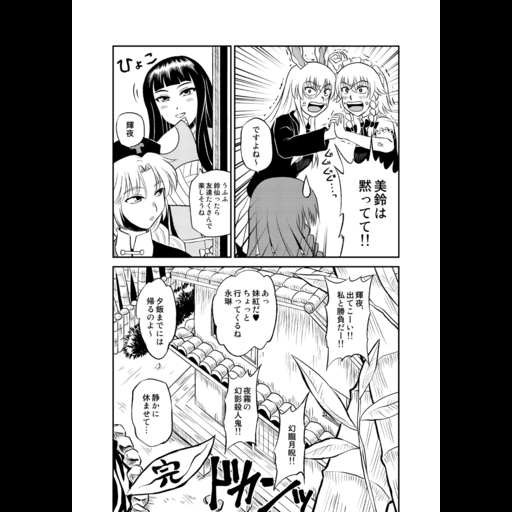 美鈴は
黙ってて!!
ですよね~
ひょこ
輝夜
うふふ
鈴仙ったら
友達たくさんで
楽しそうね
輝夜、
出てこーい!!
私と勝負だー!!
あっ
妹紅だ♥
ちょっと
行ってくるね
永琳
夕飯までには
帰るのよ~
幻朧月睨!!
夜霧の
幻影殺人鬼!!
静かに
休ませて…
ドカーンッ
完